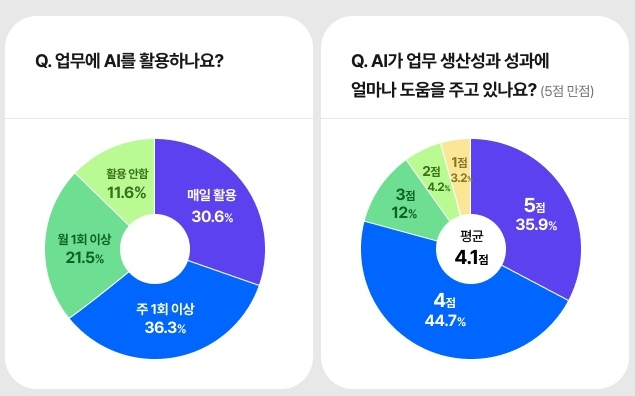 Q. 업무에 AI를 활용하나요?
매일 활용
30.6%
주 1회 이상
36.3%
월 1회 이상
21.5%
활용 안함
11.6%
Q. AI가 업무 생산성과 성과에
얼마나 도움을 주고 있나요? (5점 만점)
5점
35.9%
4점
44.7%
3점
12%
2점
4.2%
1점
3.2%
평균
4.1점